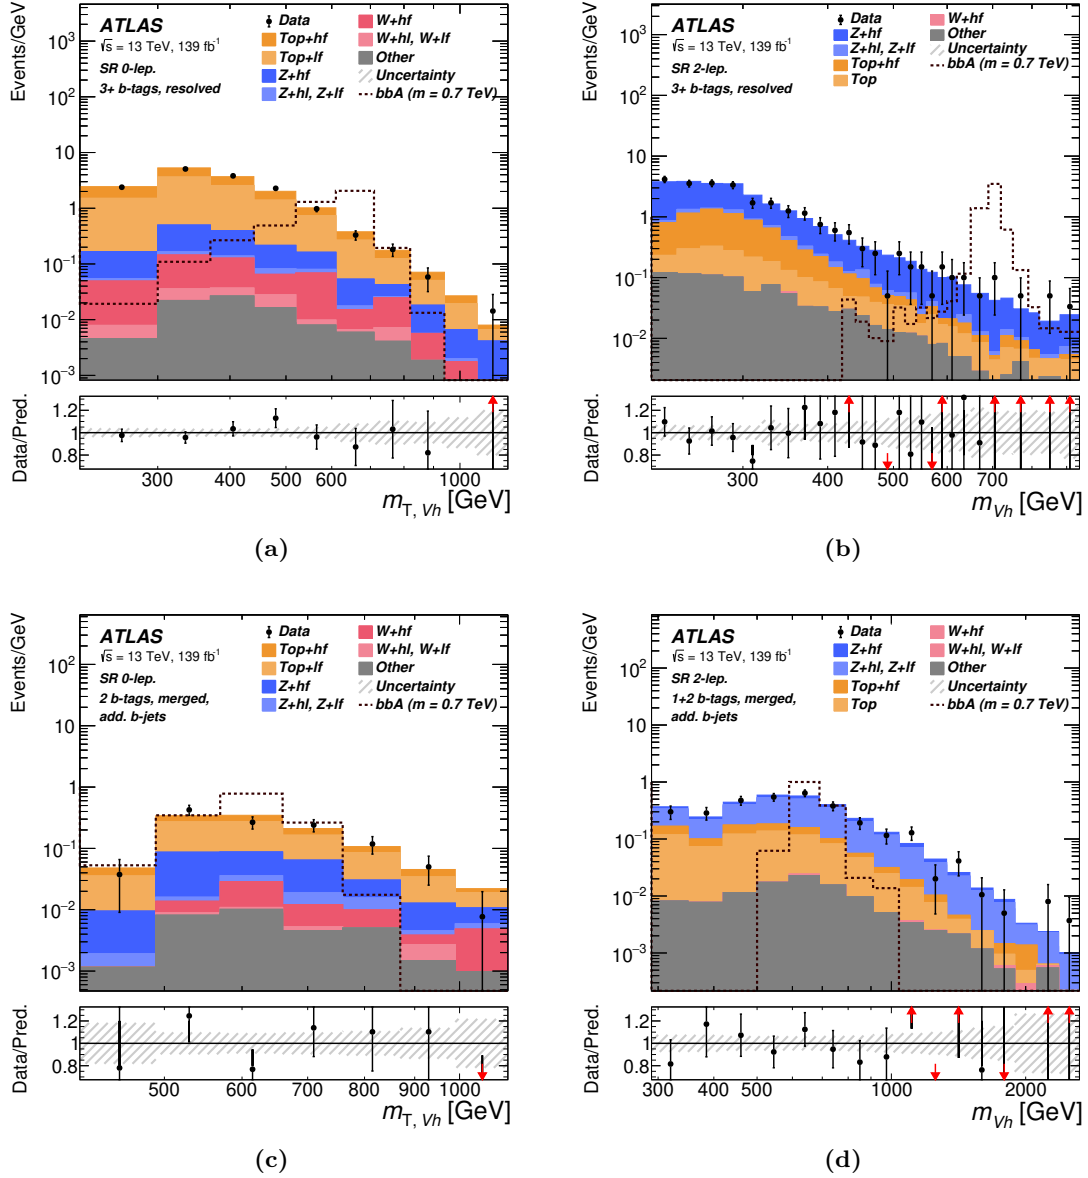 Events/GeV
ATLAS
√s = 13 TeV, 139 fb⁻¹
SR 0-lep.
3+ b-tags, resolved
Data
Top+hf
Top+lf
Z+hf
Z+hl, Z+lf
W+hf
W+hl, W+lf
Other
Uncertainty
bbA (m = 0.7 TeV)
10³
10²
10
1
10⁻¹
10⁻²
10⁻³
Data/Pred.
1.2
1
0.8
300 400 500 600 700 1000
m_T, Vh [GeV]
(a)
Events/GeV
ATLAS
√s = 13 TeV, 139 fb⁻¹
SR 2-lep.
3+ b-tags, resolved
Data
Z+hf
Z+hl, Z+lf
Top+hf
Top
W+hf
Other
Uncertainty
bbA (m = 0.7 TeV)
10³
10²
10
1
10⁻¹
10⁻²
Data/Pred.
1.2
1
0.8
300 400 500 600 700
m_Vh [GeV]
(b)
Events/GeV
ATLAS
√s = 13 TeV, 139 fb⁻¹
SR 0-lep.
2 b-tags, merged,
add. b-jets
Data
Top+hf
Top+lf
Z+hf
Z+hl, Z+lf
W+hf
W+hl, W+lf
Other
Uncertainty
bbA (m = 0.7 TeV)
10²
10
1
10⁻¹
10⁻²
10⁻³
Data/Pred.
1.2
1
0.8
500 600 700 800 900 1000
m_T, Vh [GeV]
(c)
Events/GeV
ATLAS
√s = 13 TeV, 139 fb⁻¹
SR 2-lep.
1+2 b-tags, merged,
add. b-jets
Data
Z+hf
Z+hl, Z+lf
Top+hf
Top
W+hf
W+hl, W+lf
Other
Uncertainty
bbA (m = 0.7 TeV)
10²
10
1
10⁻¹
10⁻²
10⁻³
Data/Pred.
1.2
1
0.8
300 400 500 1000 2000
m_Vh [GeV]
(d)